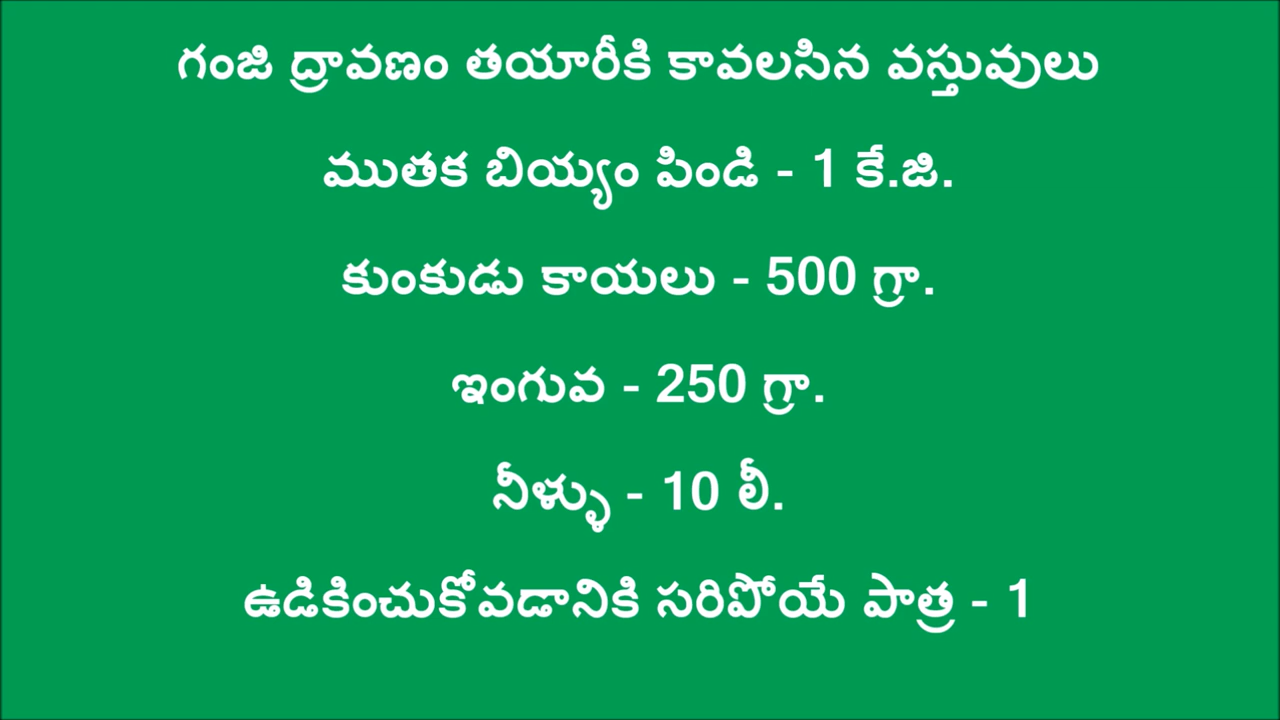 గంజి ద్రావణం తయారీకి కావలసిన వస్తువులు
ముతక బియ్యం పిండి - 1 కే.జి.
కుంకుడు కాయలు - 500 గ్రా.
ఇంగువ - 250 గ్రా.
నీళ్ళు - 10 లీ.
ఉడికించుకోవడానికి సరిపోయే పాత్ర - 1